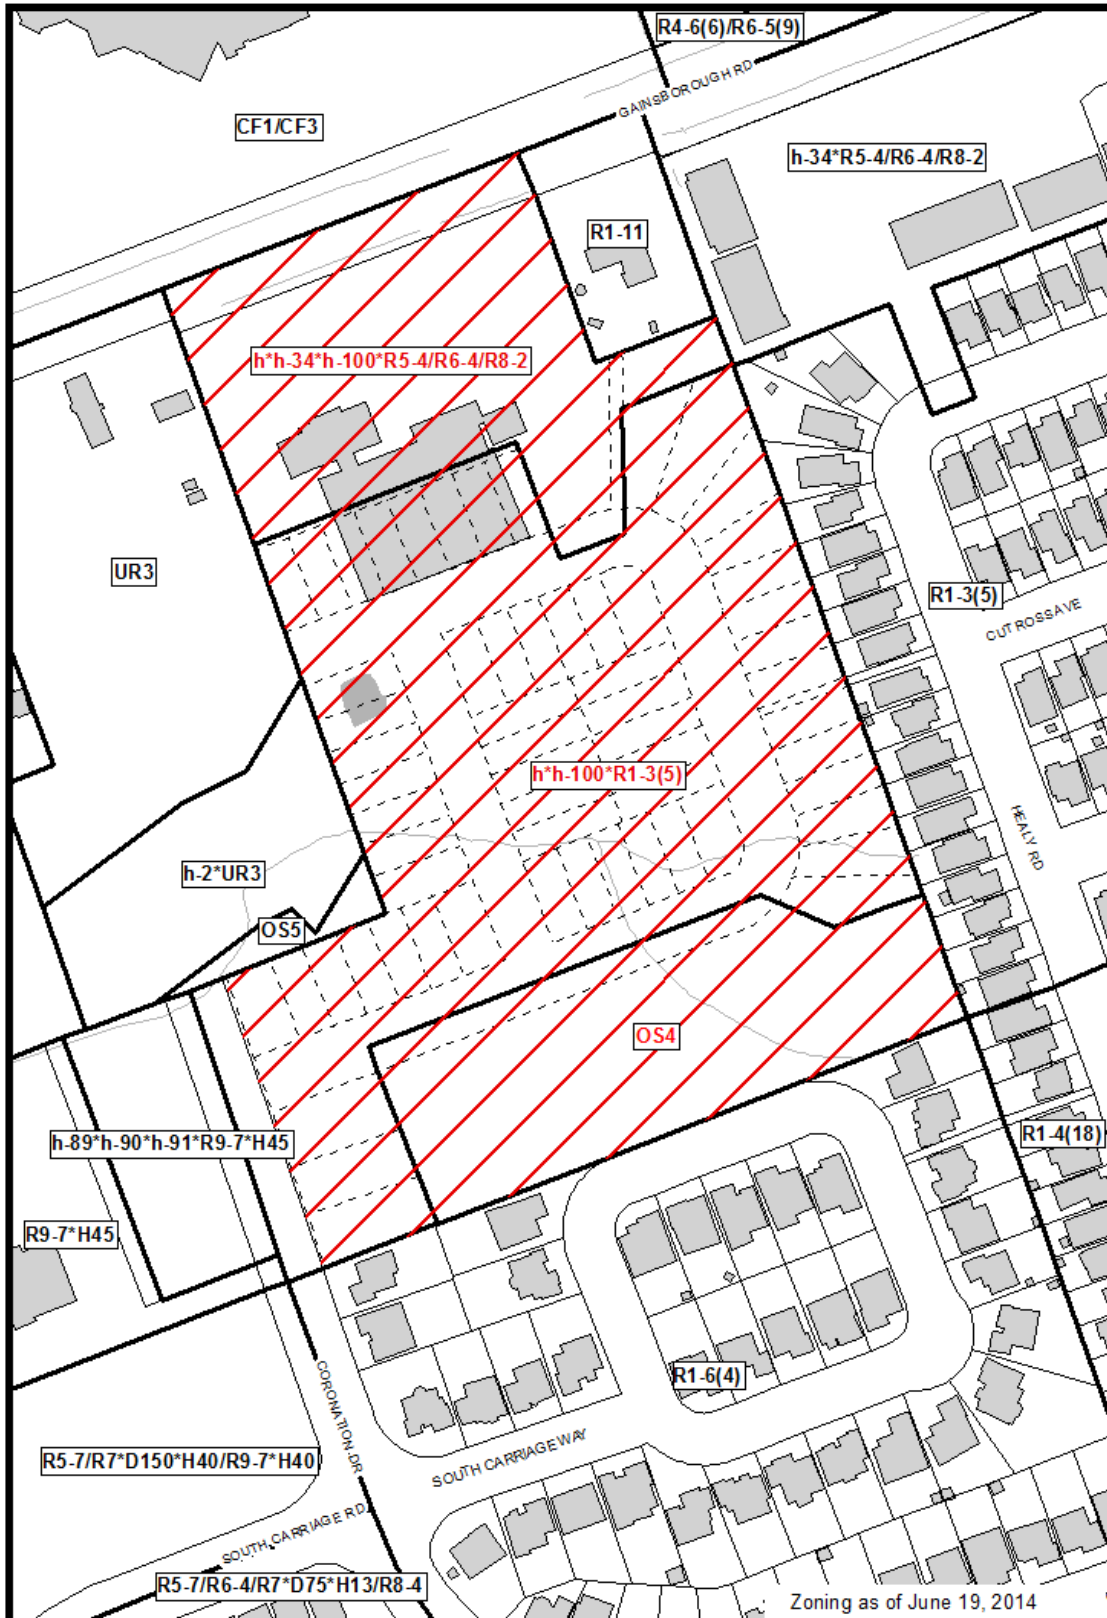 R4-6(6)/R6-5(9)
GAINSBOROUGH RD
CF1/CF3
h-34*R5-4/R6-4/R8-2
R1-11
h*h-34*h-100*R5-4/R6-4/R8-2
UR3
R1-3(5)
CUTROSS AVE
h*h-100*R1-3(5)
HEALY RD
h-2*UR3
OS5
OS4
h-89*h-90*h-91*R9-7*H45
R1-4(18)
R9-7*H45
R1-6(4)
CORONATION DR
SOUTH CARRIAGE WAY
R5-7/R7*D150*H40/R9-7*H40
SOUTH CARRIAGE RD
R5-7/R6-4/R7*D75*H13/R8-4
Zoning as of June 19, 2014